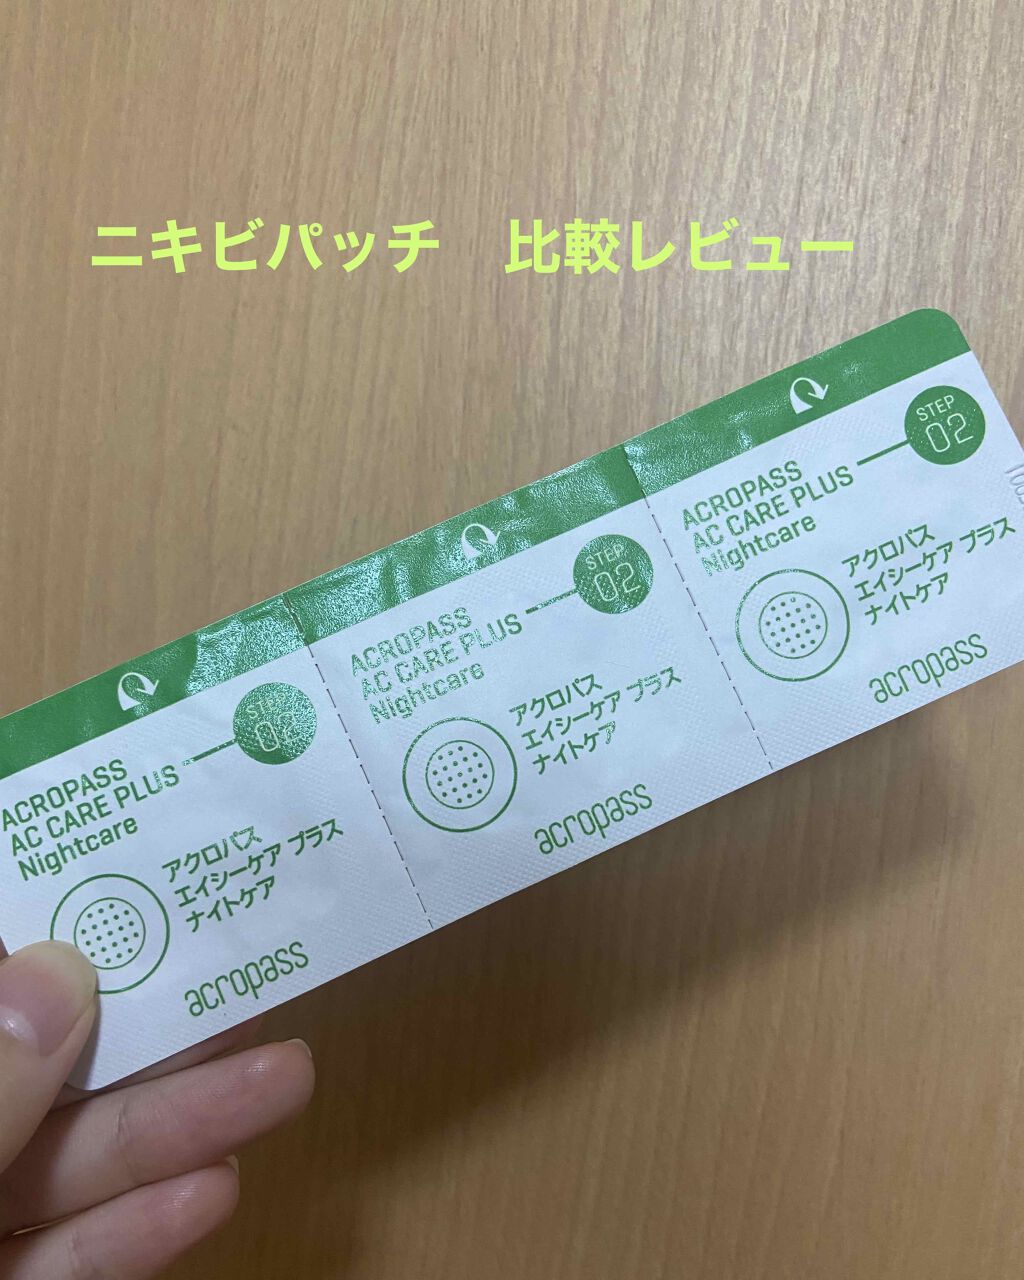 ニキビパッチ 比較レビュー
ACROPASS
AC CARE PLUS
Nightcare
STEP
02
アクロパス
エイシーケア プラス
ナイトケア
acropass
ACROPASS
AC CARE PLUS
Nightcare
STEP
02
アクロパス
エイシーケア プラス
ナイトケア
acropass
ACROPASS
AC CARE PLUS
Nightcare
STEP
02
アクロパス
エイシーケア プラス
ナイトケア
acropass